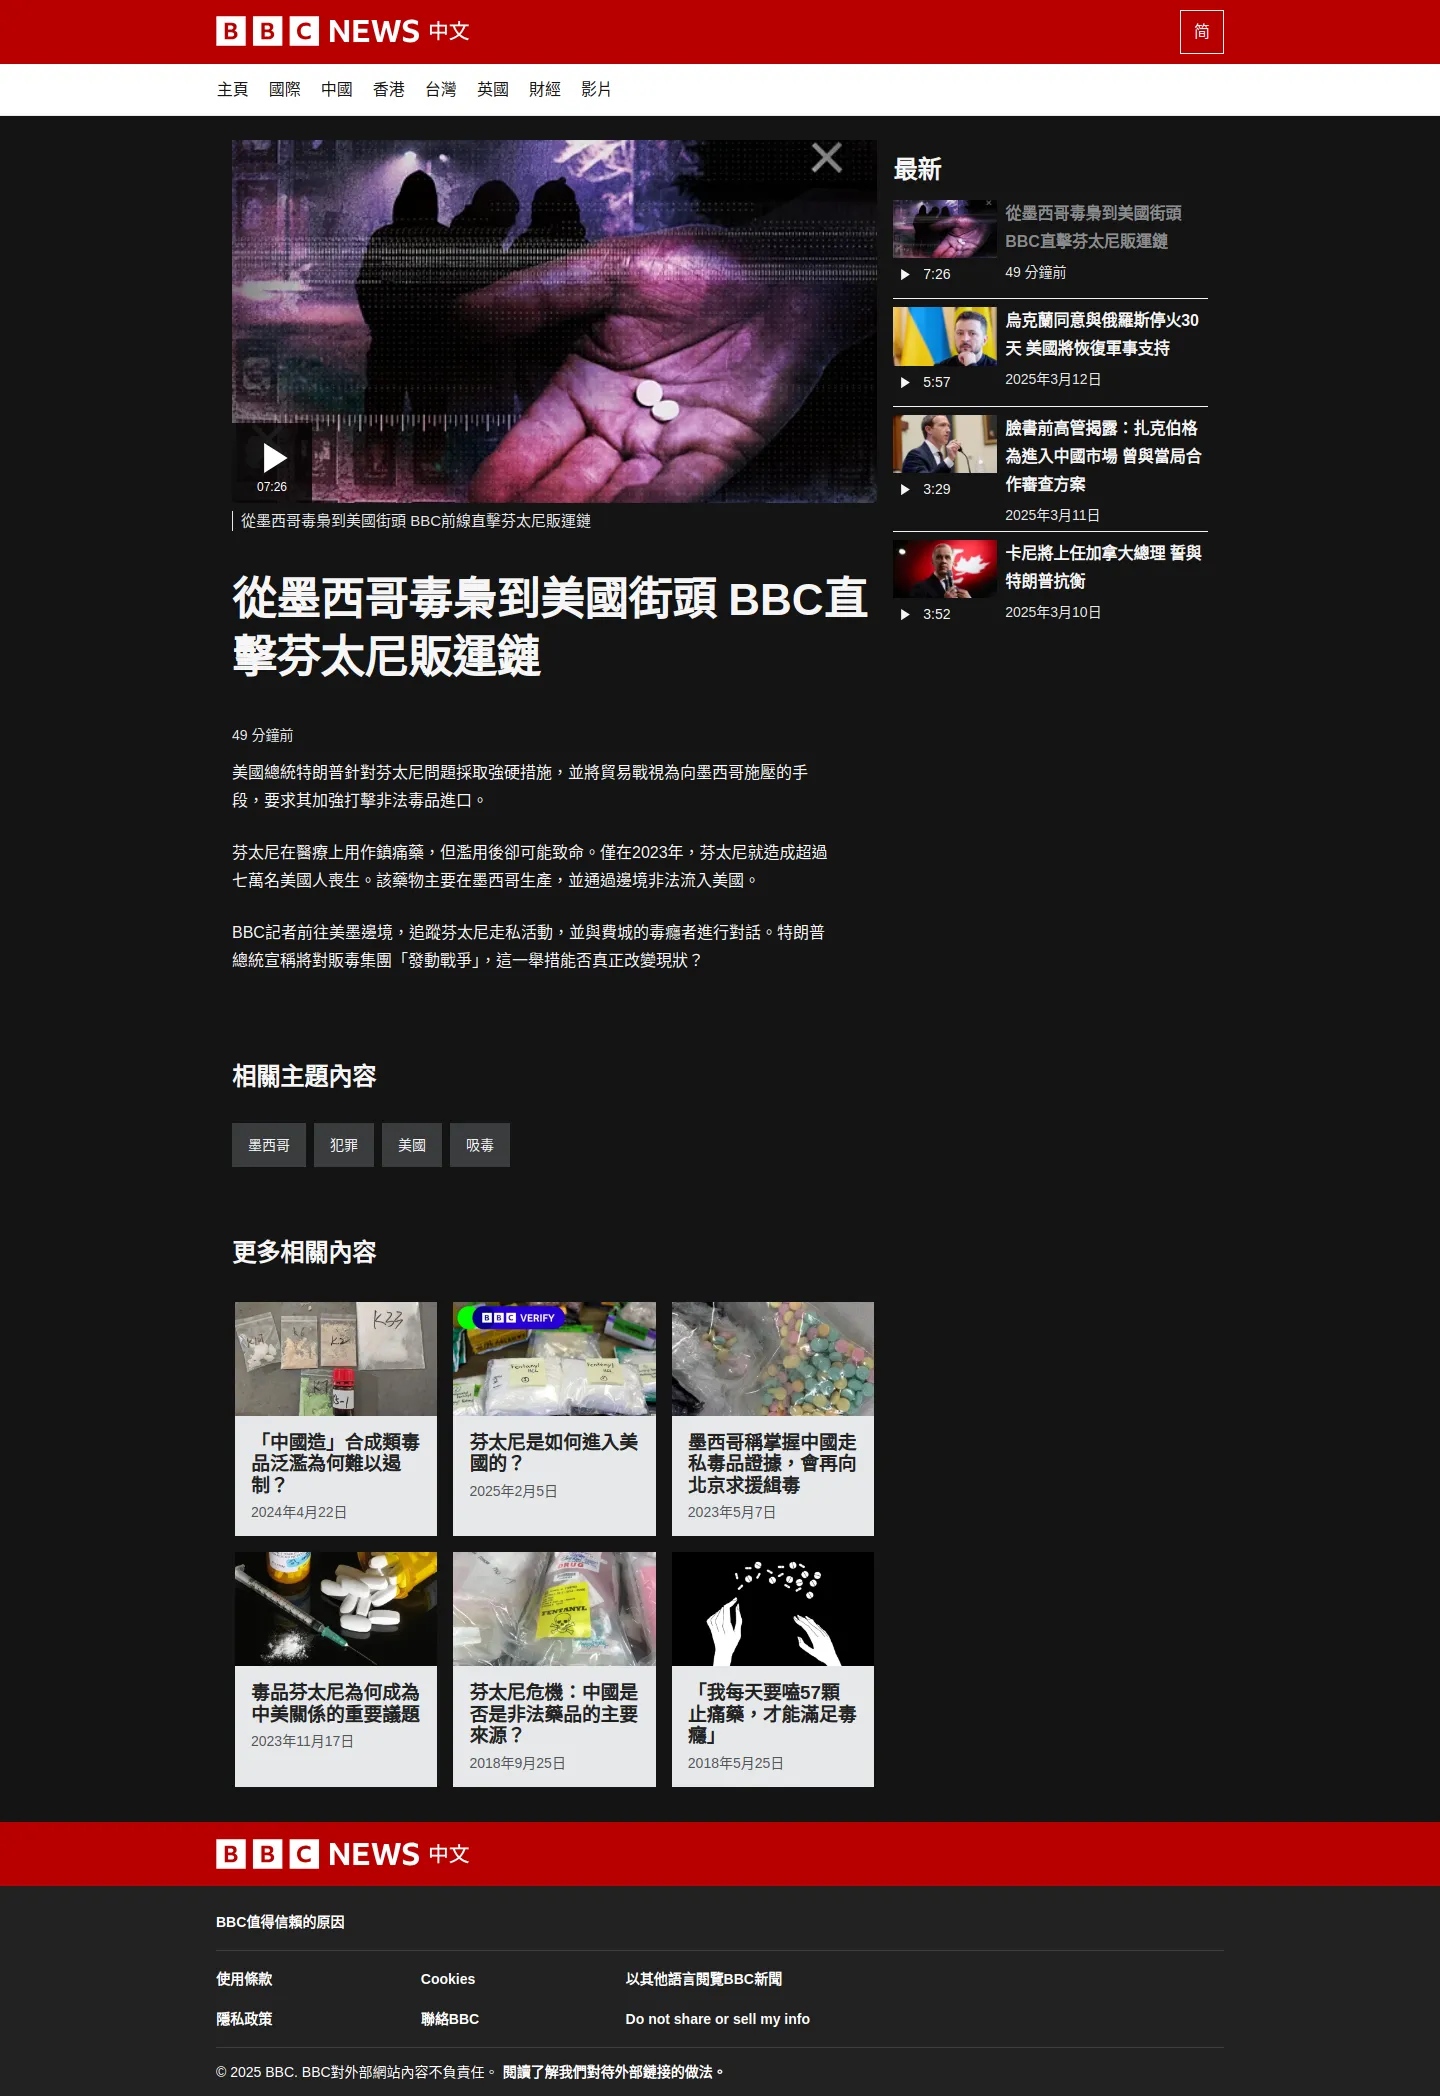 BBC NEWS 中文
简
主頁 國際 中國 香港 台灣 英國 財經 影片
07:26
從墨西哥毒梟到美國街頭 BBC前線直擊芬太尼販運鏈
從墨西哥毒梟到美國街頭 BBC直
擊芬太尼販運鏈
49 分鐘前
美國總統特朗普針對芬太尼問題採取強硬措施，並將貿易戰視為向墨西哥施壓的手
段，要求其加強打擊非法毒品進口。
芬太尼在醫療上用作鎮痛藥，但濫用後卻可能致命。僅在2023年，芬太尼就造成超過
七萬名美國人喪生。該藥物主要在墨西哥生產，並通過邊境非法流入美國。
BBC記者前往美墨邊境，追蹤芬太尼走私活動，並與費城的毒癮者進行對話。特朗普
總統宣稱將對販毒集團「發動戰爭」，這一舉措能否真正改變現狀？
最新
從墨西哥毒梟到美國街頭
BBC直擊芬太尼販運鏈
7:26
49 分鐘前
烏克蘭同意與俄羅斯停火30
天 美國將恢復軍事支持
5:57
2025年3月12日
臉書前高管揭露：扎克伯格
為進入中國市場 曾與當局合
作審查方案
3:29
2025年3月11日
卡尼將上任加拿大總理 誓與
特朗普抗衡
3:52
2025年3月10日
相關主題內容
墨西哥 犯罪 美國 吸毒
更多相關內容
K33
「中國造」合成類毒
品泛濫為何難以遏
制？
2024年4月22日
BBC VERIFY
Fentanyl
Fentanyl
芬太尼是如何進入美
國的？
2025年2月5日
墨西哥稱掌握中國走
私毒品證據，會再向
北京求援緝毒
2023年5月7日
毒品芬太尼為何成為
中美關係的重要議題
2023年11月17日
DRUG
FENTANYL
芬太尼危機：中國是
否是非法藥品的主要
來源？
2018年9月25日
「我每天要嗑57顆
止痛藥，才能滿足毒
癮」
2018年5月25日
BBC NEWS 中文
BBC值得信賴的原因
使用條款 Cookies 以其他語言閱覽BBC新聞
隱私政策 聯絡BBC Do not share or sell my info
© 2025 BBC. BBC對外部網站內容不負責任。 閱讀了解我們對待外部鏈接的做法。